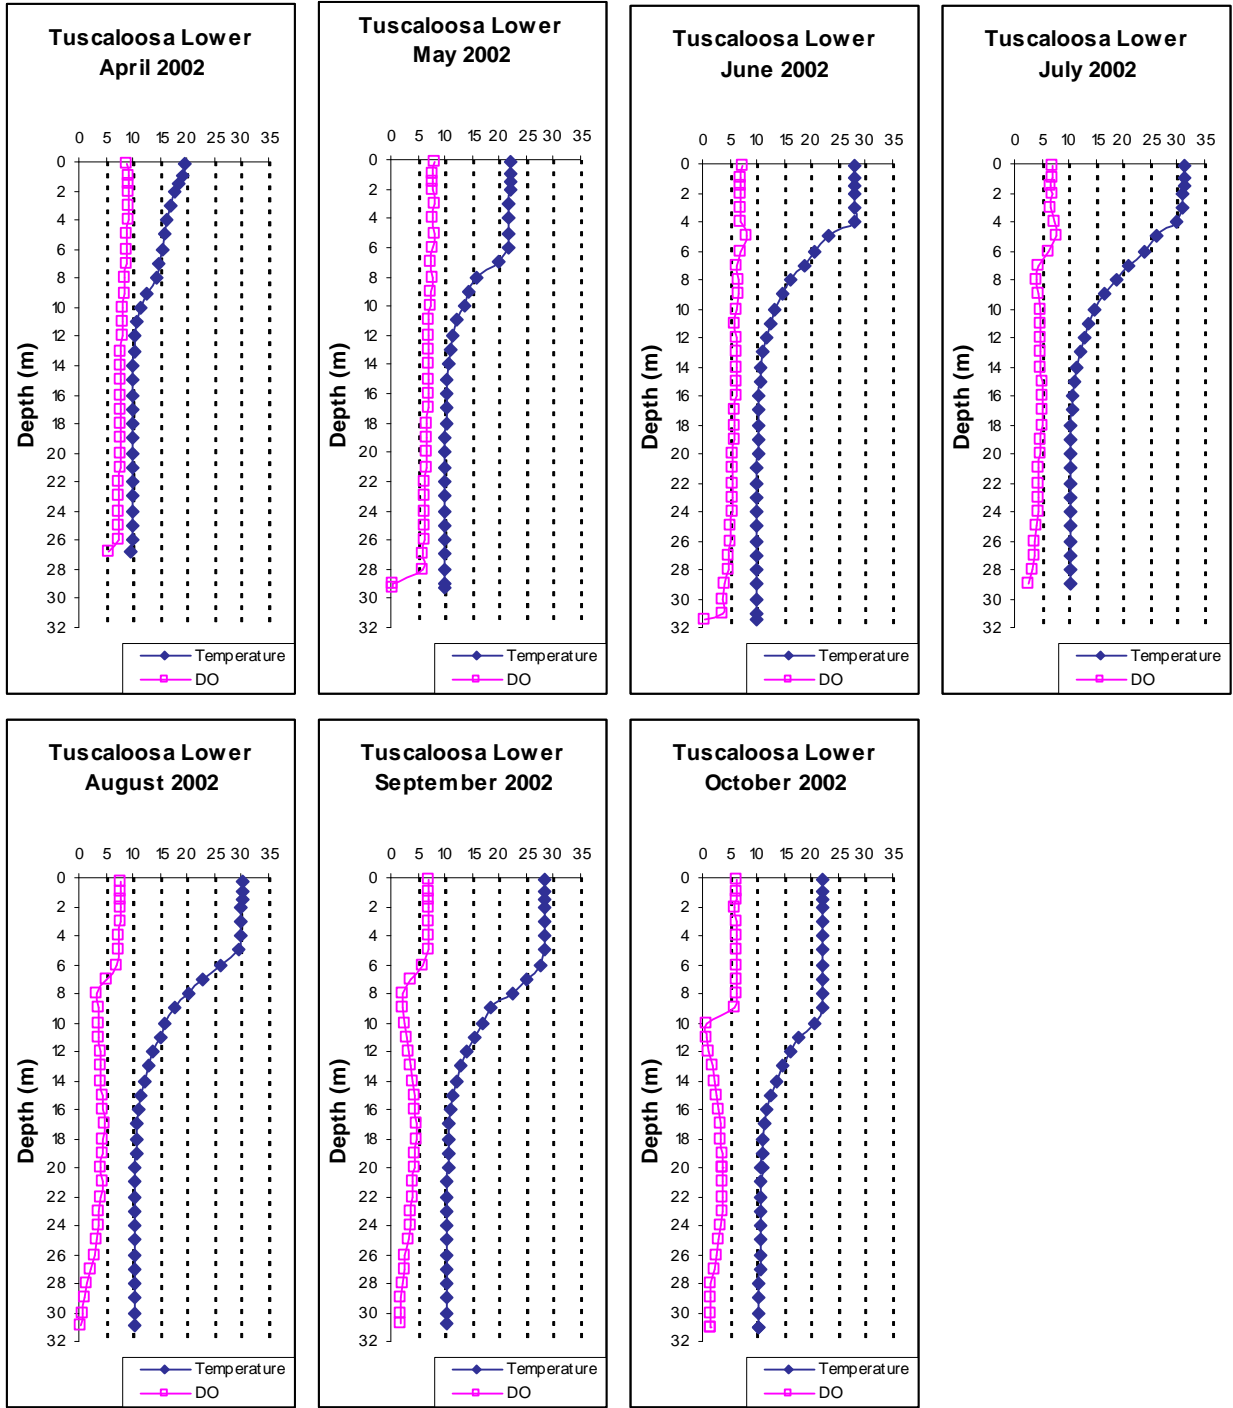 Tuscaloosa Lower
April 2002
0 5 10 15 20 25 30 35
0
2
4
6
8
10
12
14
16
18
20
22
24
26
28
30
32
Depth (m)
Temperature
DO
Tuscaloosa Lower
May 2002
0 5 10 15 20 25 30 35
0
2
4
6
8
10
12
14
16
18
20
22
24
26
28
30
32
Depth (m)
Temperature
DO
Tuscaloosa Lower
June 2002
0 5 10 15 20 25 30 35
0
2
4
6
8
10
12
14
16
18
20
22
24
26
28
30
32
Depth (m)
Temperature
DO
Tuscaloosa Lower
July 2002
0 5 10 15 20 25 30 35
0
2
4
6
8
10
12
14
16
18
20
22
24
26
28
30
32
Depth (m)
Temperature
DO
Tuscaloosa Lower
August 2002
0 5 10 15 20 25 30 35
0
2
4
6
8
10
12
14
16
18
20
22
24
26
28
30
32
Depth (m)
Temperature
DO
Tuscaloosa Lower
September 2002
0 5 10 15 20 25 30 35
0
2
4
6
8
10
12
14
16
18
20
22
24
26
28
30
32
Depth (m)
Temperature
DO
Tuscaloosa Lower
October 2002
0 5 10 15 20 25 30 35
0
2
4
6
8
10
12
14
16
18
20
22
24
26
28
30
32
Depth (m)
Temperature
DO